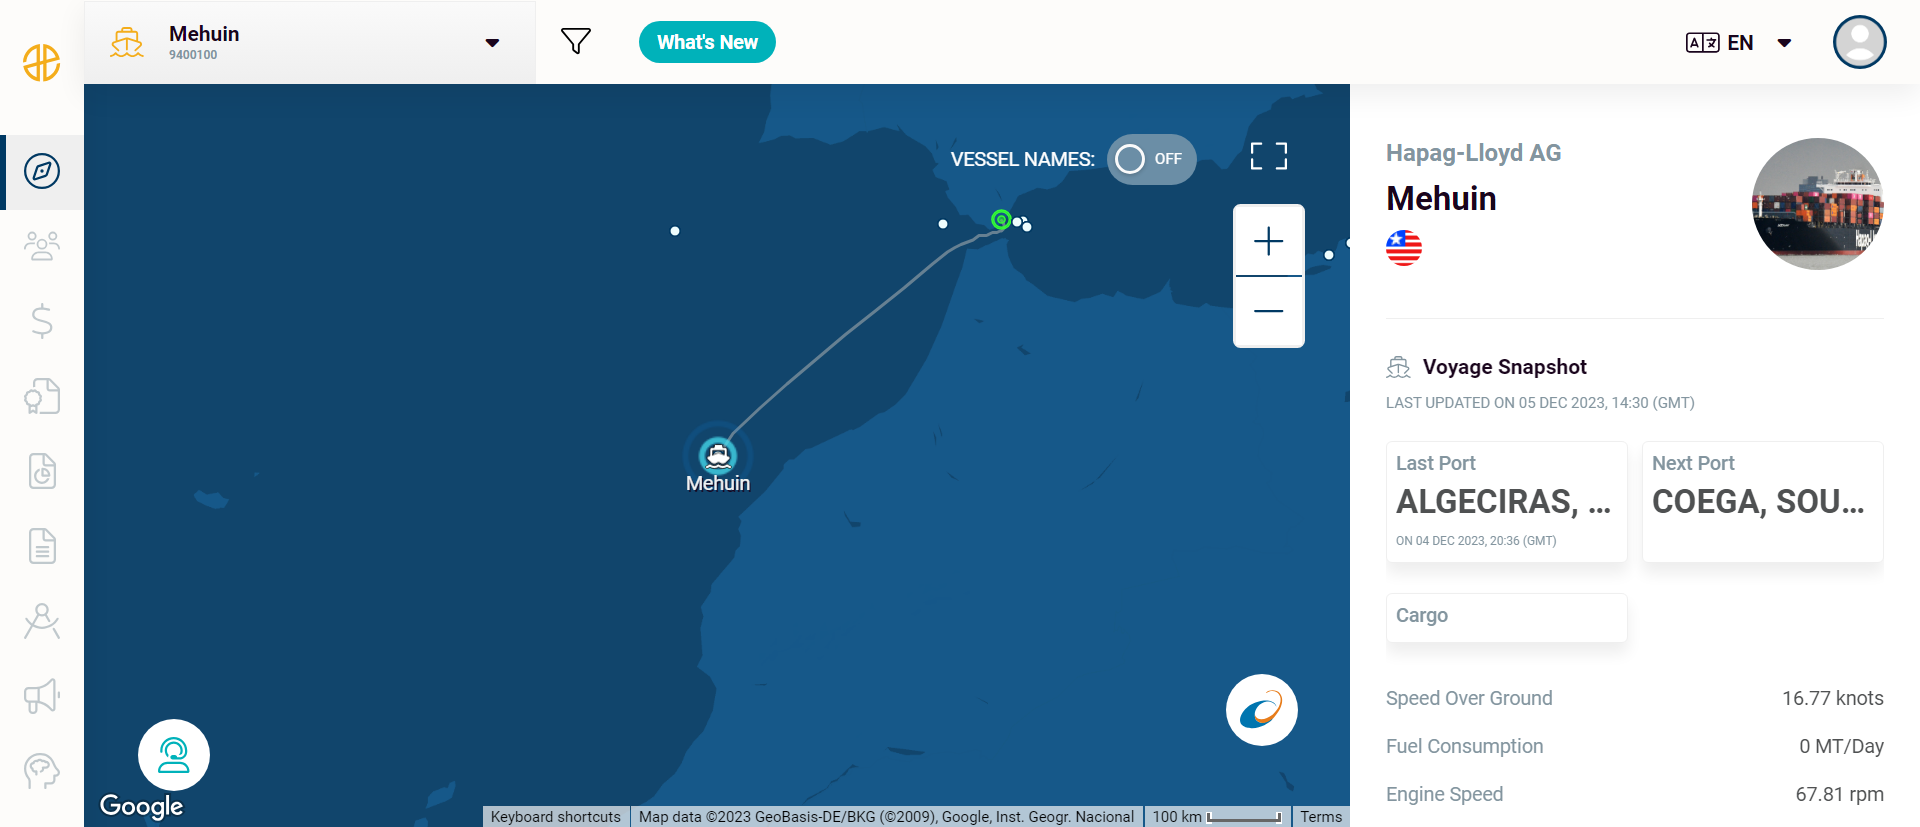 Mehuin
9400100
What's New
EN
VESSEL NAMES:
OFF
Mehuin
Google
Keyboard shortcuts
Map data ©2023 GeoBasis-DE/BKG (©2009), Google, Inst. Geogr. Nacional
100 km
Terms
Hapag-Lloyd AG
Mehuin
Voyage Snapshot
LAST UPDATED ON 05 DEC 2023, 14:30 (GMT)
Last Port
ALGECIRAS, ...
ON 04 DEC 2023, 20:36 (GMT)
Next Port
COEGA, SOU...
Cargo
Speed Over Ground
16.77 knots
Fuel Consumption
0 MT/Day
Engine Speed
67.81 rpm